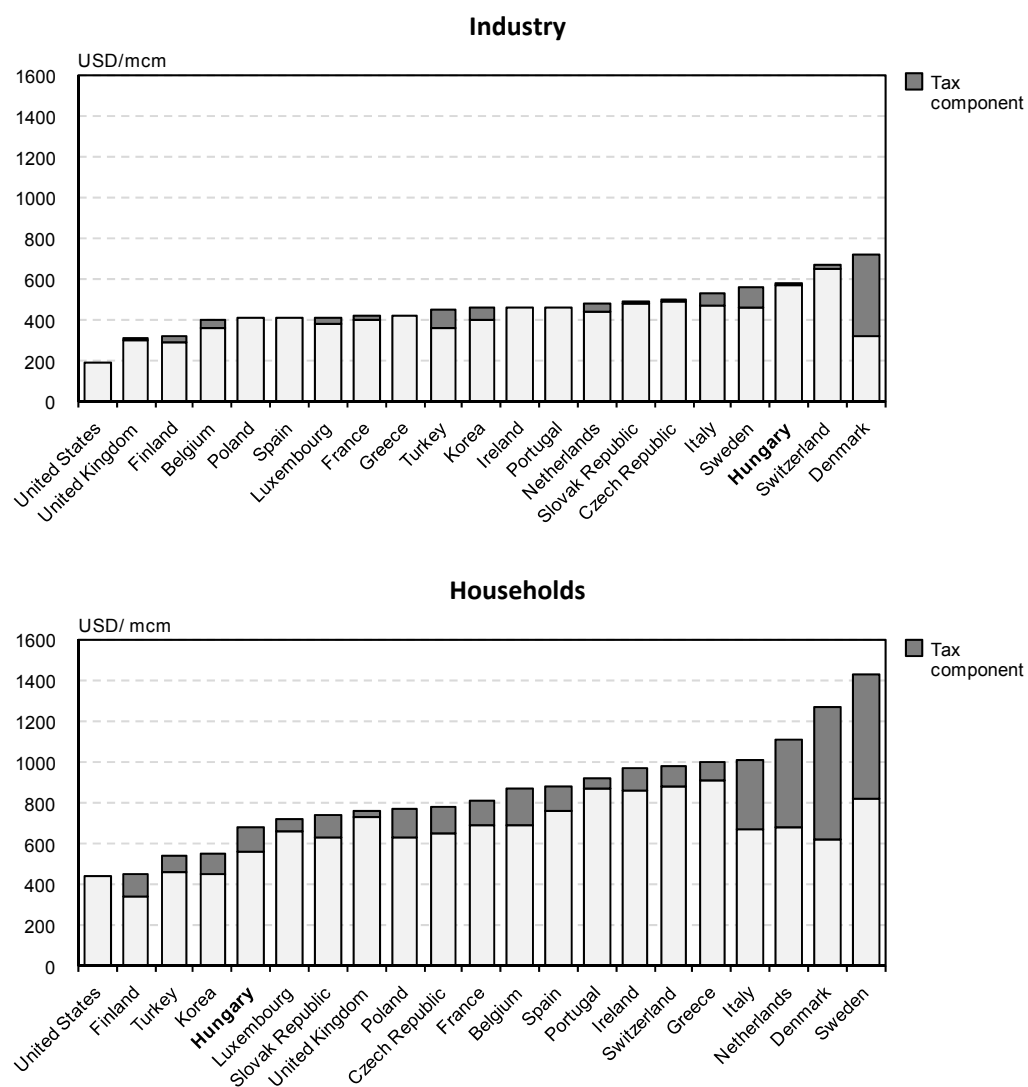 Industry
USD/mcm
1600
1400
1200
1000
800
600
400
200
0
Tax
component
United States
United Kingdom
Finland
Belgium
Poland
Spain
Luxembourg
France
Greece
Turkey
Korea
Ireland
Portugal
Netherlands
Slovak Republic
Czech Republic
Italy
Sweden
Hungary
Switzerland
Denmark
Households
USD/ mcm
1600
1400
1200
1000
800
600
400
200
0
Tax
component
United States
Finland
Turkey
Korea
Hungary
Luxembourg
Slovak Republic
United Kingdom
Poland
Czech Republic
France
Belgium
Spain
Portugal
Ireland
Switzerland
Greece
Italy
Netherlands
Denmark
Sweden